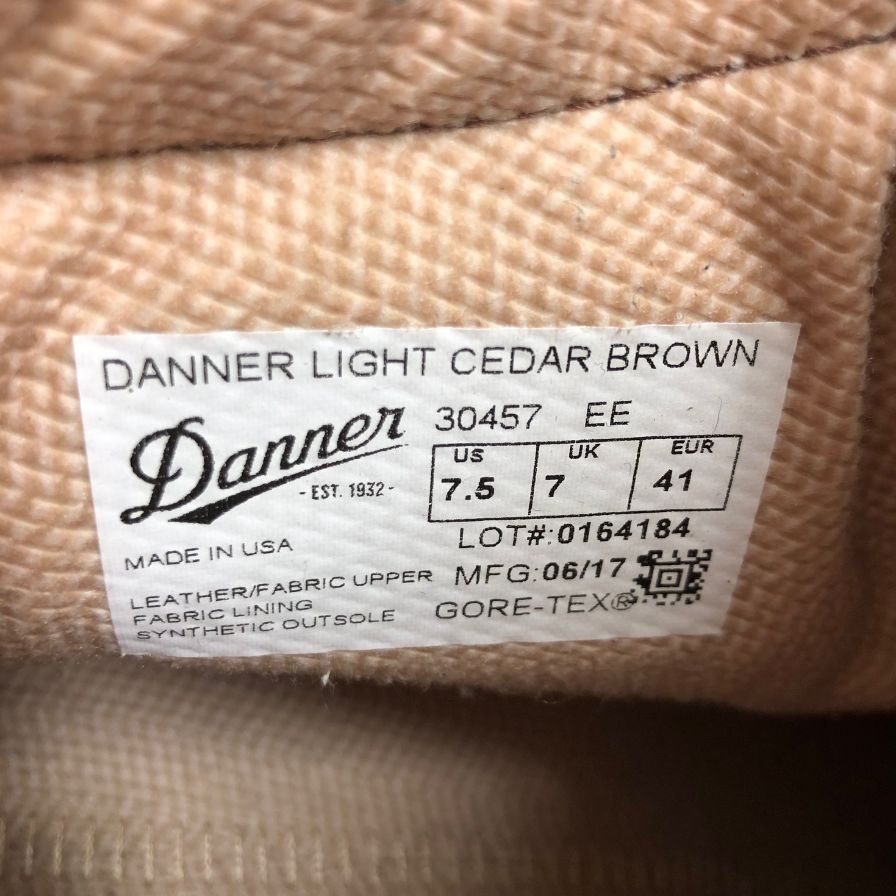 DANNER LIGHT CEDAR BROWN
Danner
- EST. 1932 -
30457 EE
US UK EUR
7.5 7 41
LOT#:0164184
MADE IN USA
MFG:06/17
LEATHER/FABRIC UPPER
FABRIC LINING
SYNTHETIC OUTSOLE
GORE-TEX®